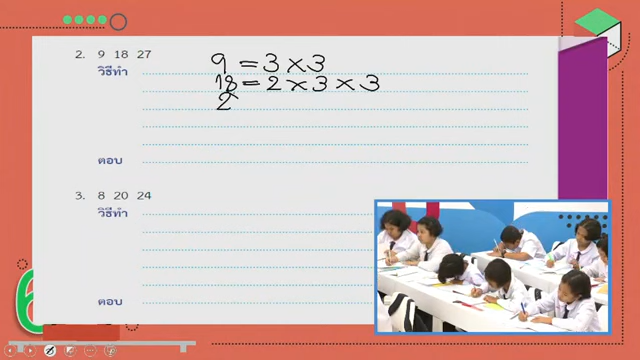 2. 9 18 27
วิธีทำ
9 = 3 × 3
18 = 2 × 3 × 3
2
ตอบ
3. 8 20 24
วิธีทำ
ตอบ
6